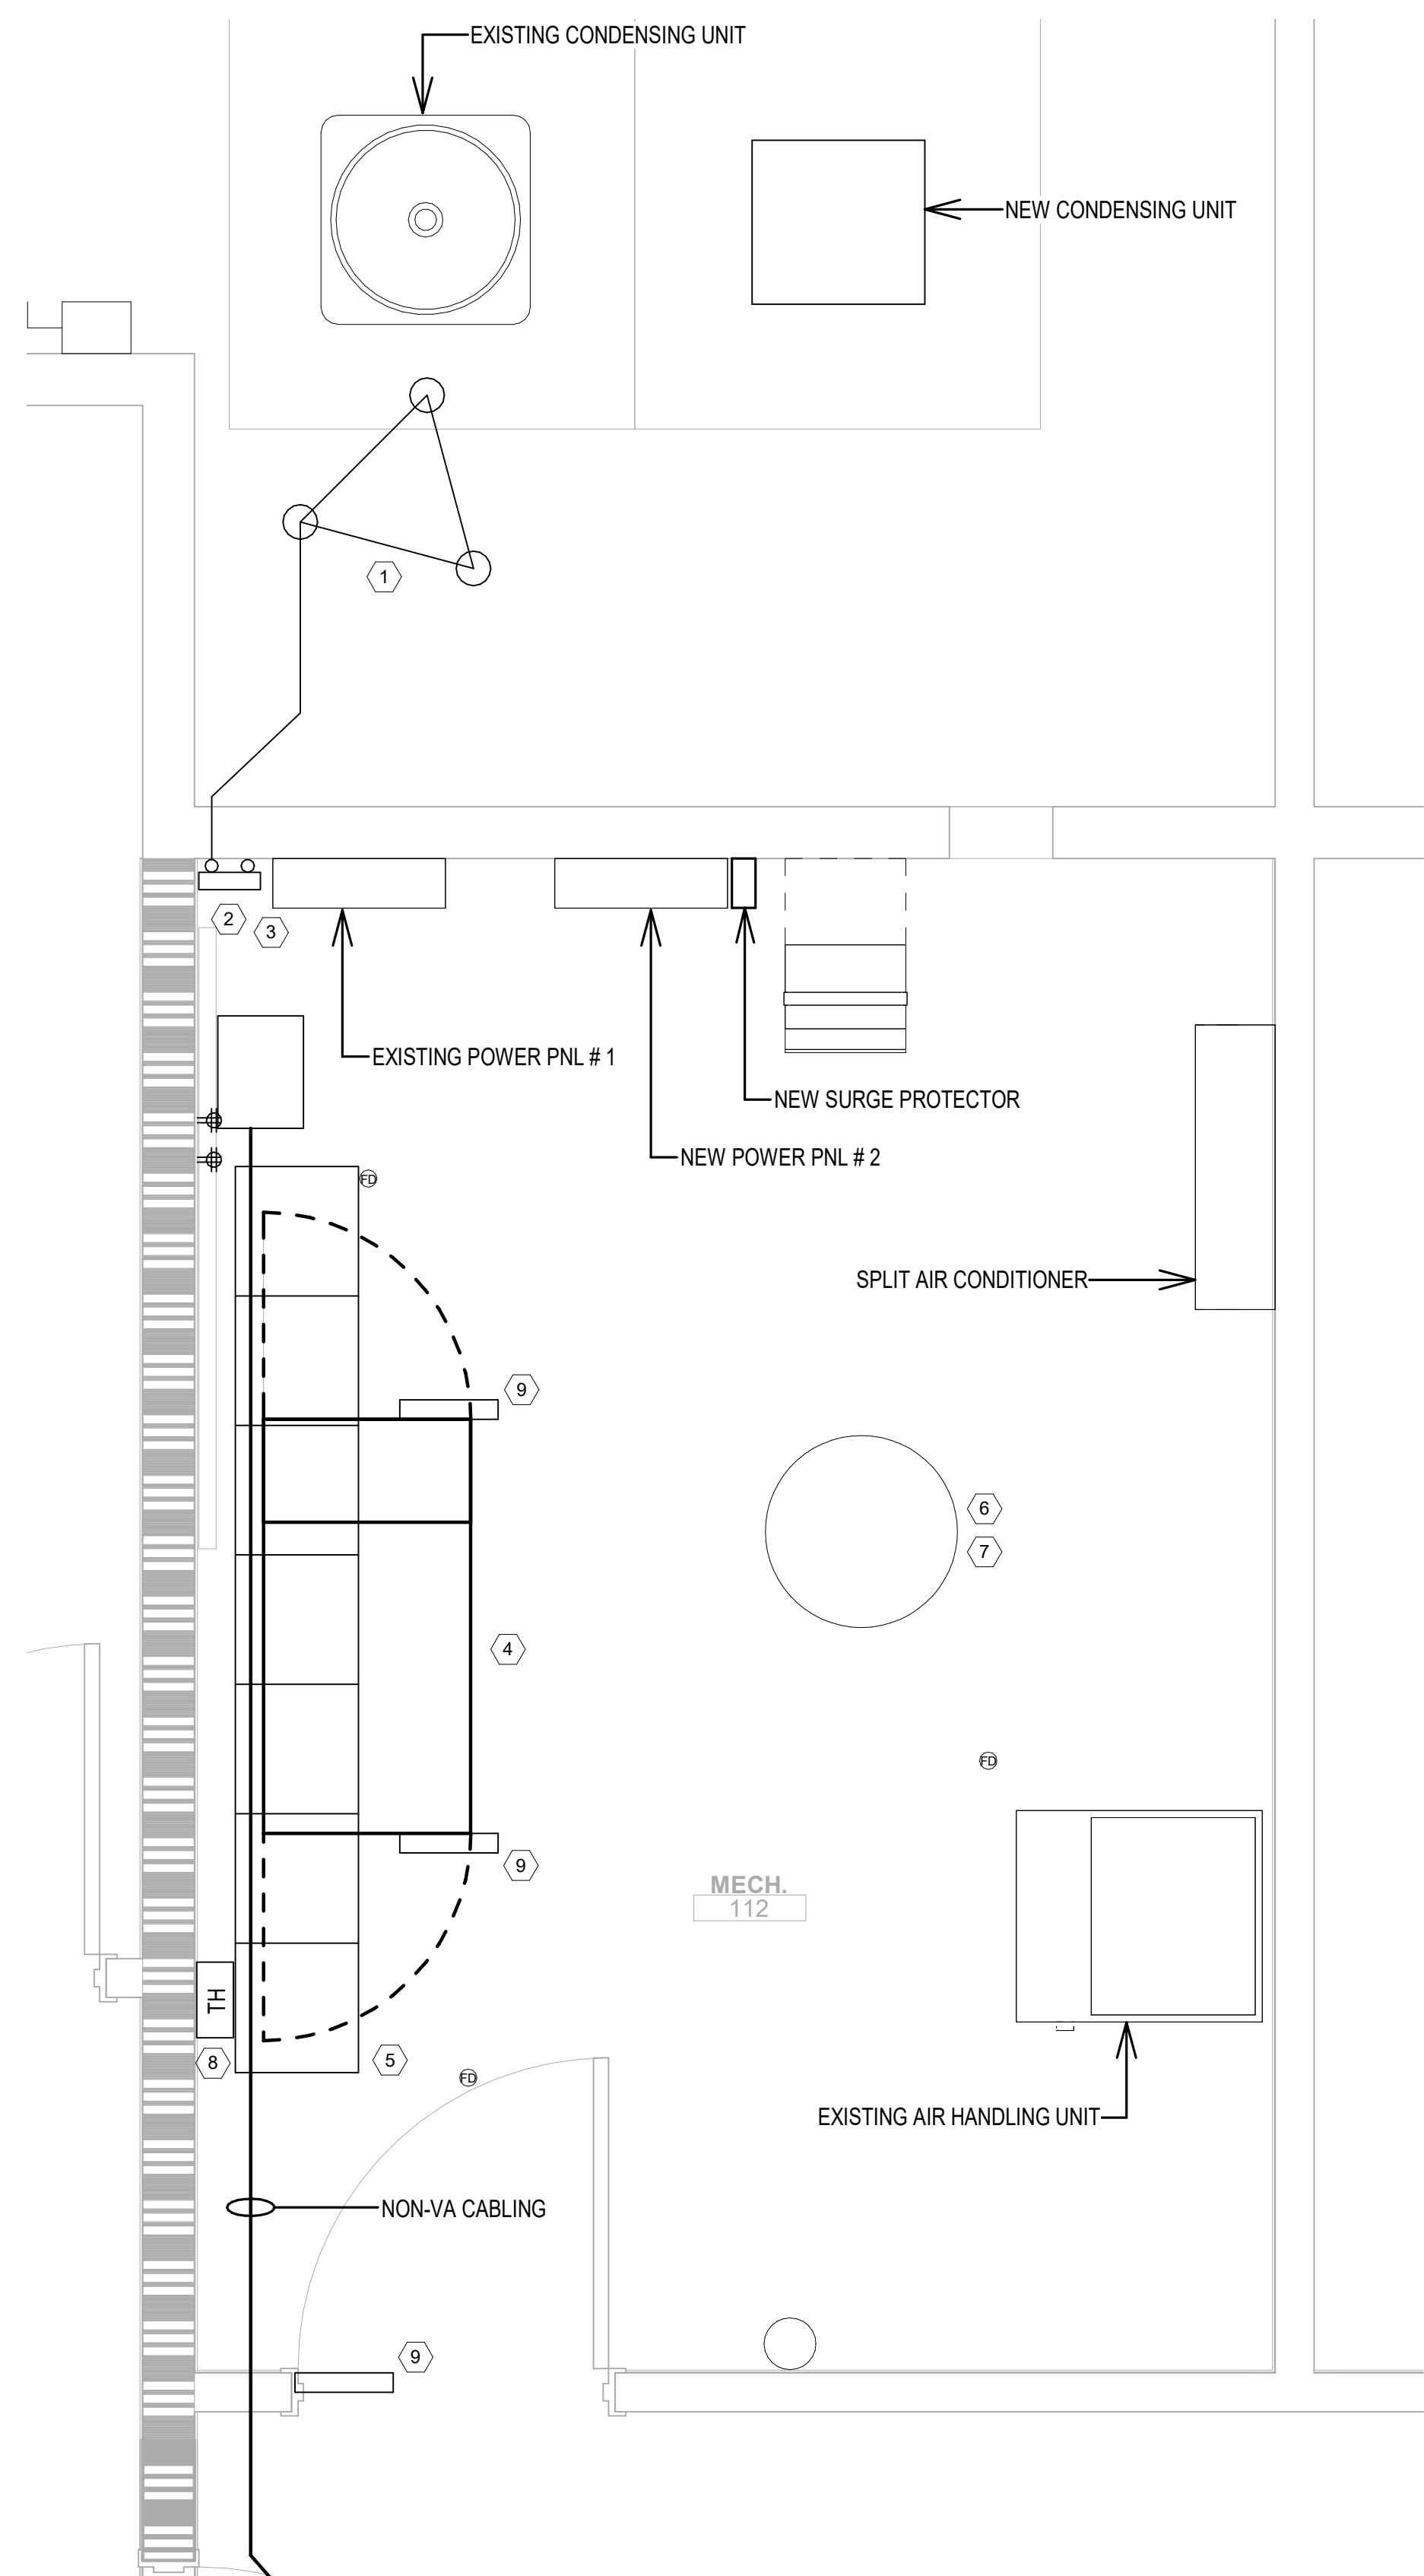 EXISTING CONDENSING UNIT
NEW CONDENSING UNIT
1
2
3
EXISTING POWER PNL # 1
NEW SURGE PROTECTOR
NEW POWER PNL # 2
FD
SPLIT AIR CONDITIONER
9
6
7
4
FD
9
MECH.
112
TH
8
5
FD
EXISTING AIR HANDLING UNIT
NON-VA CABLING
9